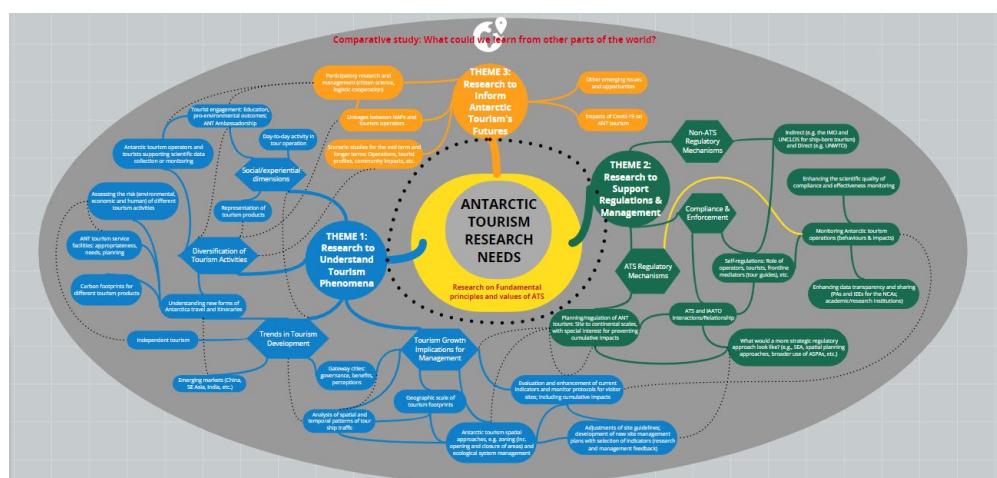 Comparative study: What could we learn from other parts of the world?
THEME 3:
Research to
Inform
Antarctic
Tourism's
Futures
Participatory research and
management (citizen science,
logistic cooperation)
Linkages between NAPs and
tourism operators
Scenario studies for the mid term and
longer terms: Operations, tourist
profiles, community impacts, etc.
Other emerging issues
and opportunities
Impacts of Covid-19 on
ANT tourism
ANTARCTIC
TOURISM
RESEARCH
NEEDS
Research on Fundamental
principles and values of ATS
THEME 1:
Research to
Understand
Tourism
Phenomena
Social/experiential
dimensions
Tourist engagement: Education,
pro-environmental outcomes;
ANT Ambassadorship
Day-to-day activity in
tour operation
Antarctic tour operators and
tourists supporting scientific data
collection or monitoring
Representation of
tourism products
Diversification of
Tourism Activities
Assessing the risk (environmental,
economic and human) of different
tourism activities
ANT tourism service
facilities: appropriateness,
needs, planning
Carbon footprints for
different tourism products
Understanding new forms of
Antarctica travel and itineraries
Trends in Tourism
Development
Independent tourism
Emerging markets (China,
SE Asia, India, etc.)
Gateway cities:
governance, benefits,
perceptions
Analysis of spatial and
temporal patterns of tour
ship traffic
Tourism Growth
Implications for
Management
Geographic scale of
tourism footprints
Antarctic tourism spatial
approaches, e.g. zoning (inc.
opening and closure of areas) and
ecological system management
Evaluation and enhancement of current
indicators and monitor protocols for visitor
sites; including cumulative impacts
Adjustments of site guidelines;
development of new site management
plans with selection of indicators (research
and management feedback)
THEME 2:
Research to
Support
Regulations &
Management
Non-ATS
Regulatory
Mechanisms
Indirect (e.g. the IMO and
UNCLOS for ship-borne tourism)
and Direct (e.g. UNWTO)
Compliance &
Enforcement
Enhancing the scientific quality of
compliance and effectiveness monitoring
Monitoring Antarctic tourism
operations (behaviours & impacts)
Enhancing data transparency and sharing
(PAs and IEEs for the NCAs;
academic/research institutions)
Self-regulations: Role of
operators, tourists, frontline
mediators (tour guides), etc.
ATS Regulatory
Mechanisms
ATS and IAATO
Interactions/Relationship
Planning/regulation of ANT
tourism: Site to continental scales,
with special interest for preventing
cumulative impacts
What would a more strategic regulatory
approach look like? (e.g., SEA, spatial planning
approaches, broader use of ASPAs, etc.)